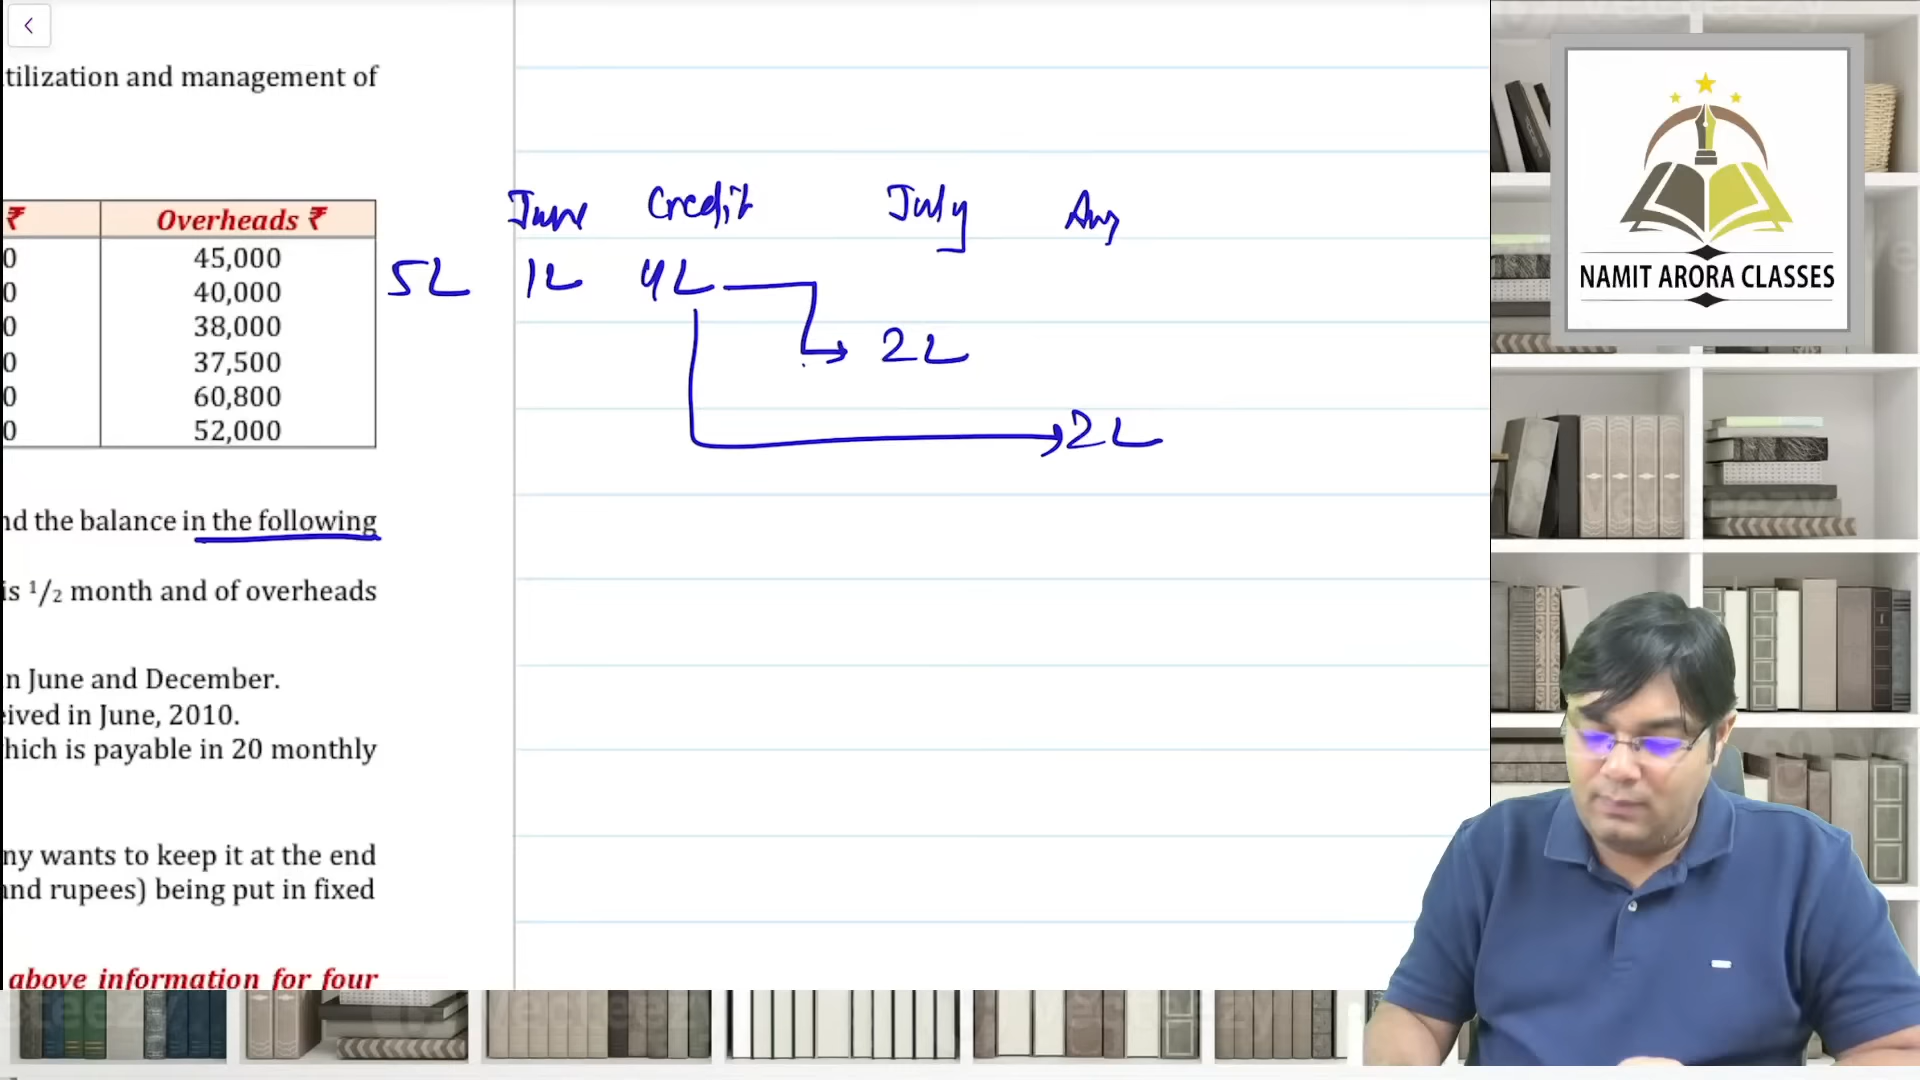 tilization and management of
₹ Overheads ₹
0 45,000
0 40,000
0 38,000
0 37,500
0 60,800
0 52,000
nd the balance in the following
is 1/2 month and of overheads
n June and December.
eived in June, 2010.
hich is payable in 20 monthly
ny wants to keep it at the end
and rupees) being put in fixed
above information for four
June Credit July Aug
5L 1L 4L
2L
2L
NAMIT ARORA CLASSES